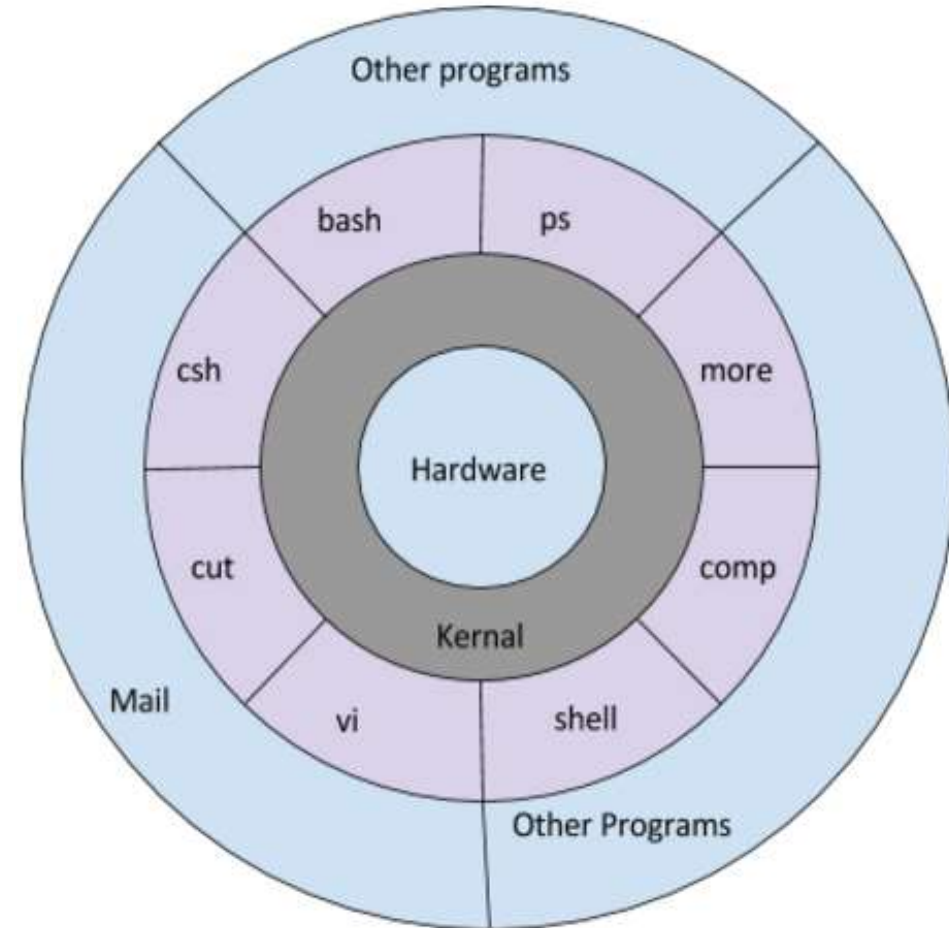 Other programs
bash
ps
csh
more
Hardware
cut
comp
Kernal
Mail
vi
shell
Other Programs